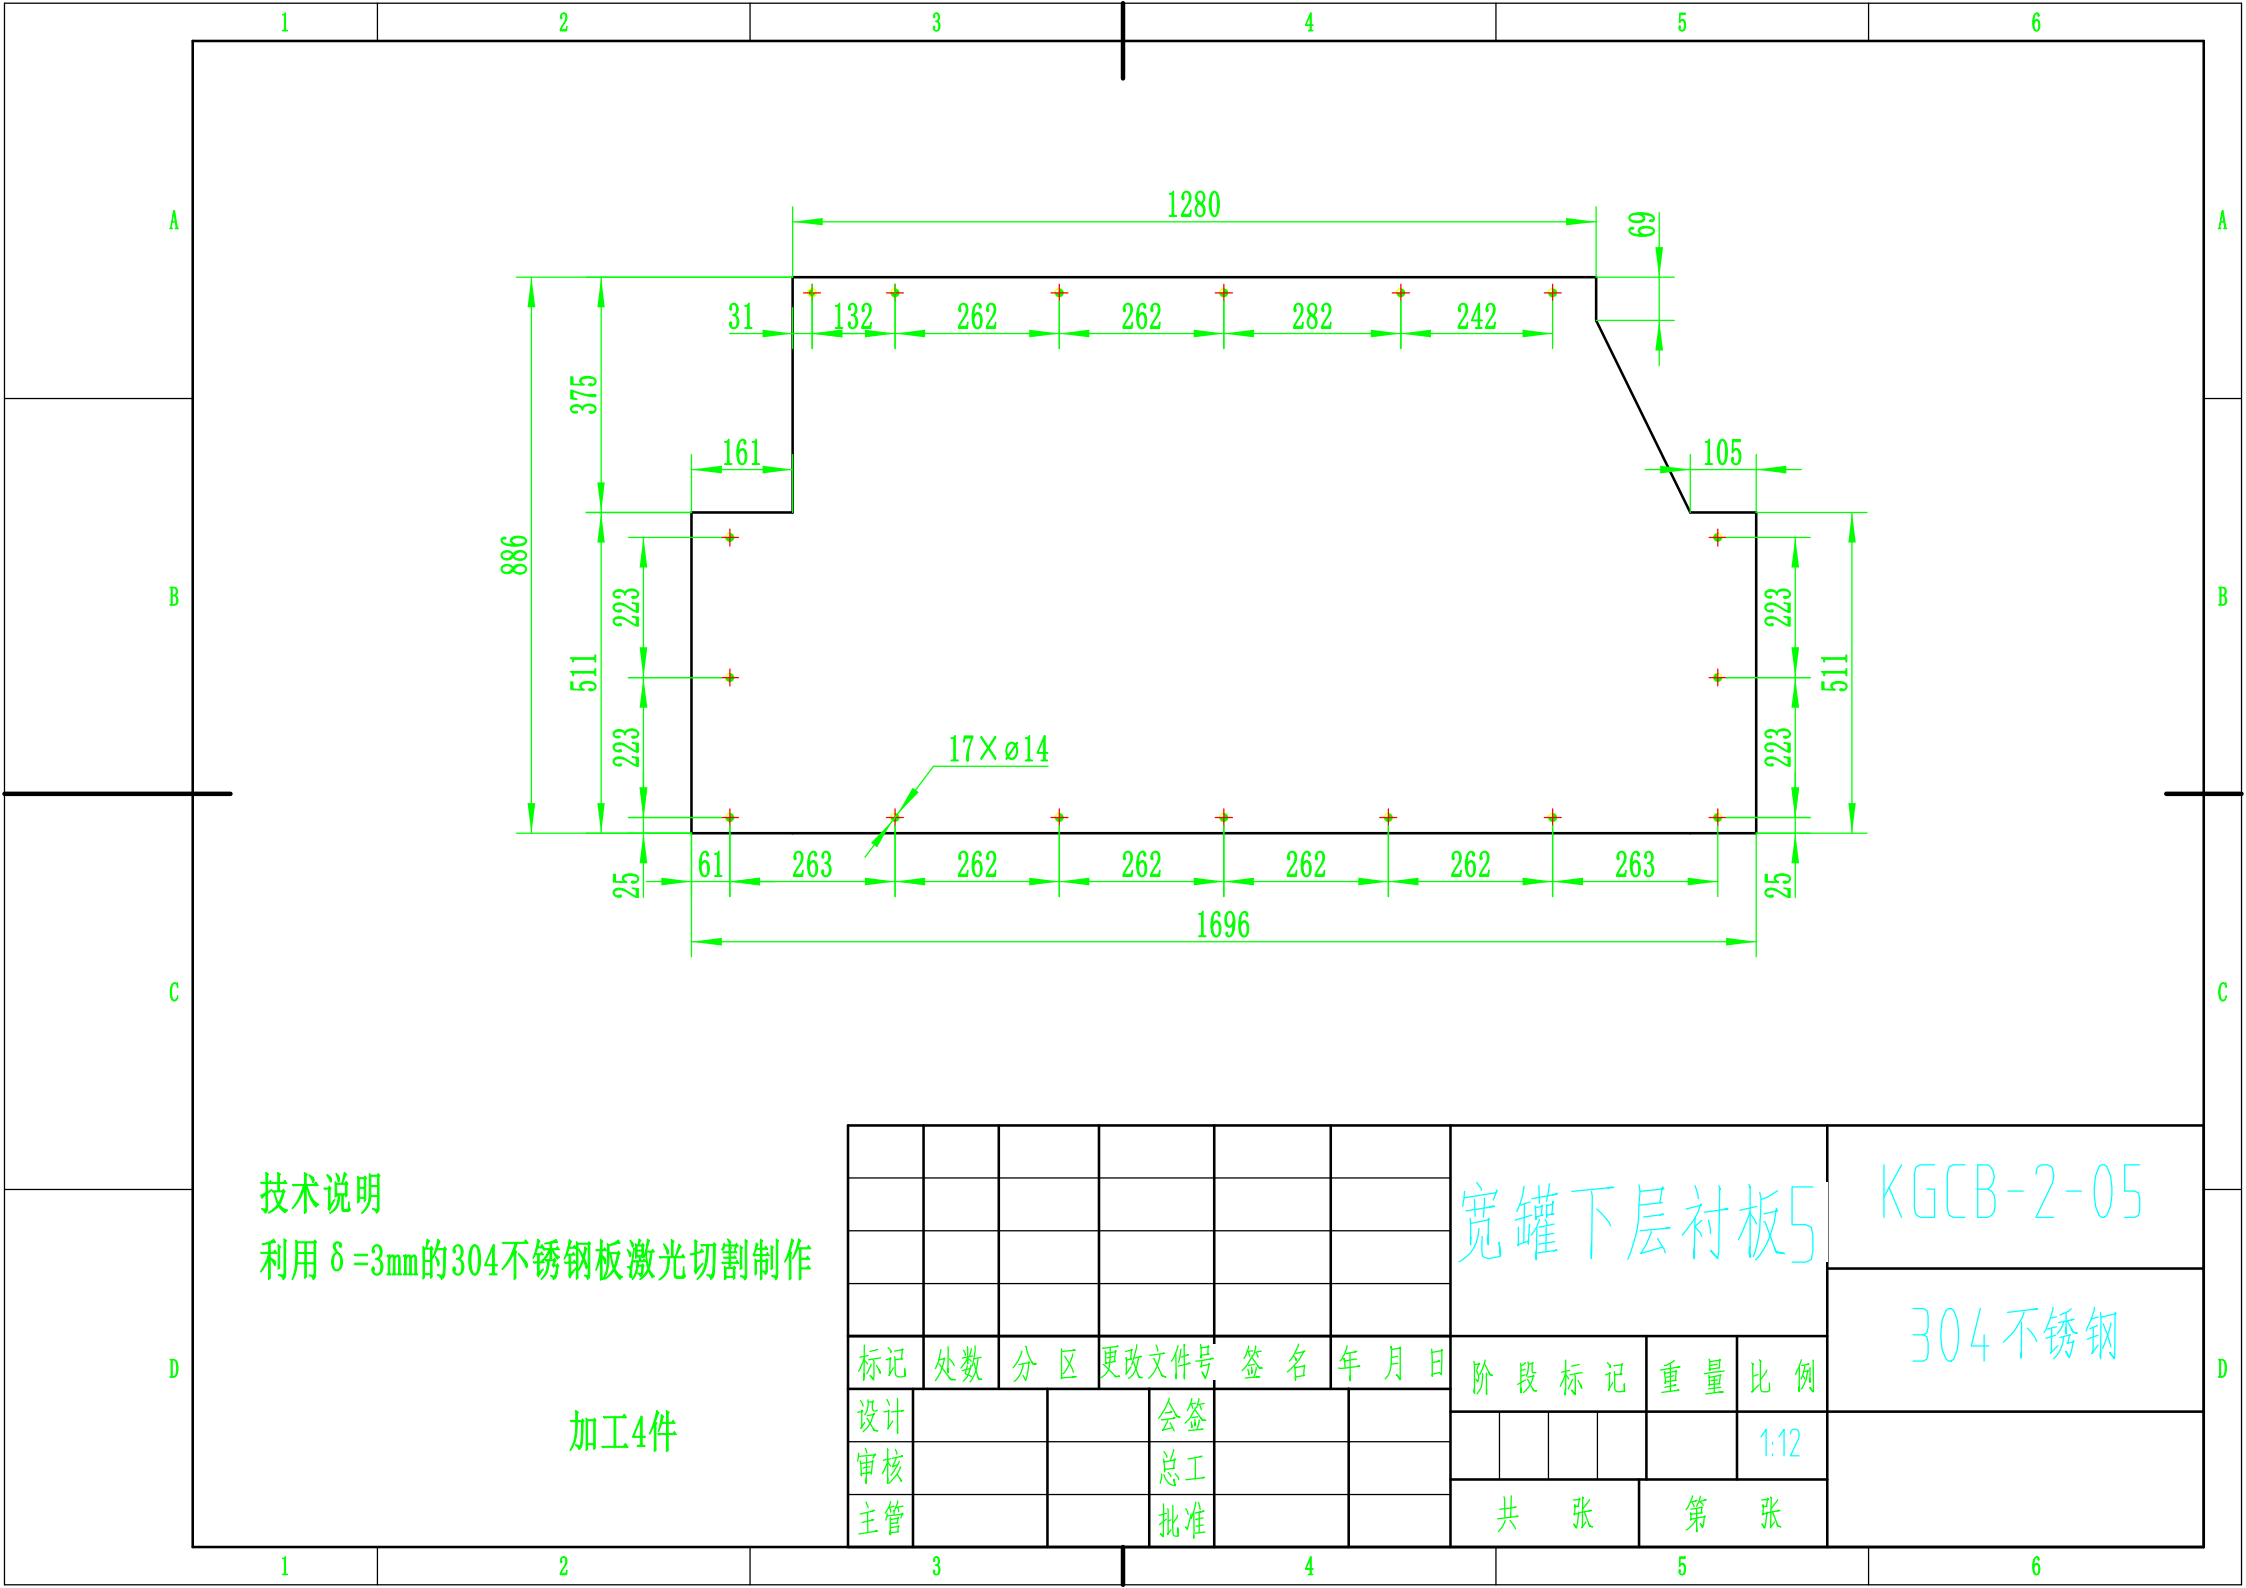 1 2 3 4 5 6
A A
1280
69
31 132 262 262 282 242
375
161 105
886
B B
223 223
511 511
17×ø14
223 223
61 263 262 262 262 262 263
25 25
1696
C C
技术说明
利用δ=3mm的304不锈钢板激光切割制作
加工4件
宽罐下层衬板5
KGCB-2-05
304不锈钢
标记 处数 分 区 更改文件号 签 名 年 月 日
阶 段 标 记 重 量 比 例
设计 会签
1:12
审核 总工
主管 批准
共 张 第 张
D D
1 2 3 4 5 6